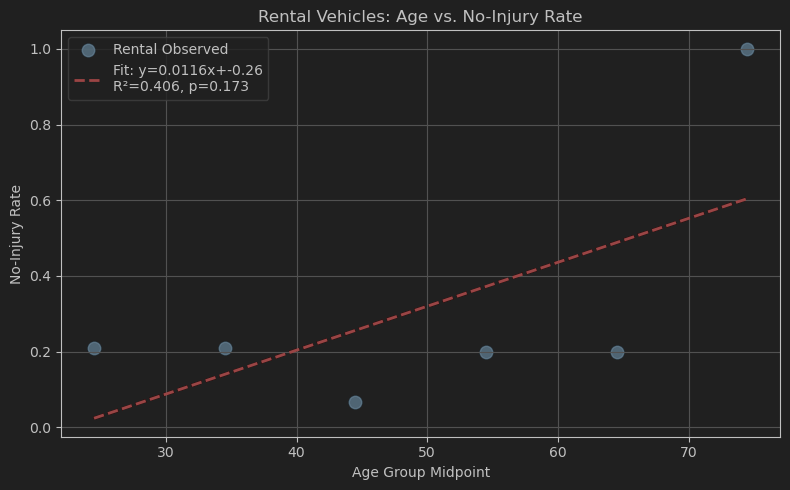 Rental Vehicles: Age vs. No-Injury Rate
Rental Observed
Fit: y=0.0116x+-0.26
R²=0.406, p=0.173
1.0
0.8
0.6
0.4
0.2
0.0
No-Injury Rate
30 40 50 60 70
Age Group Midpoint